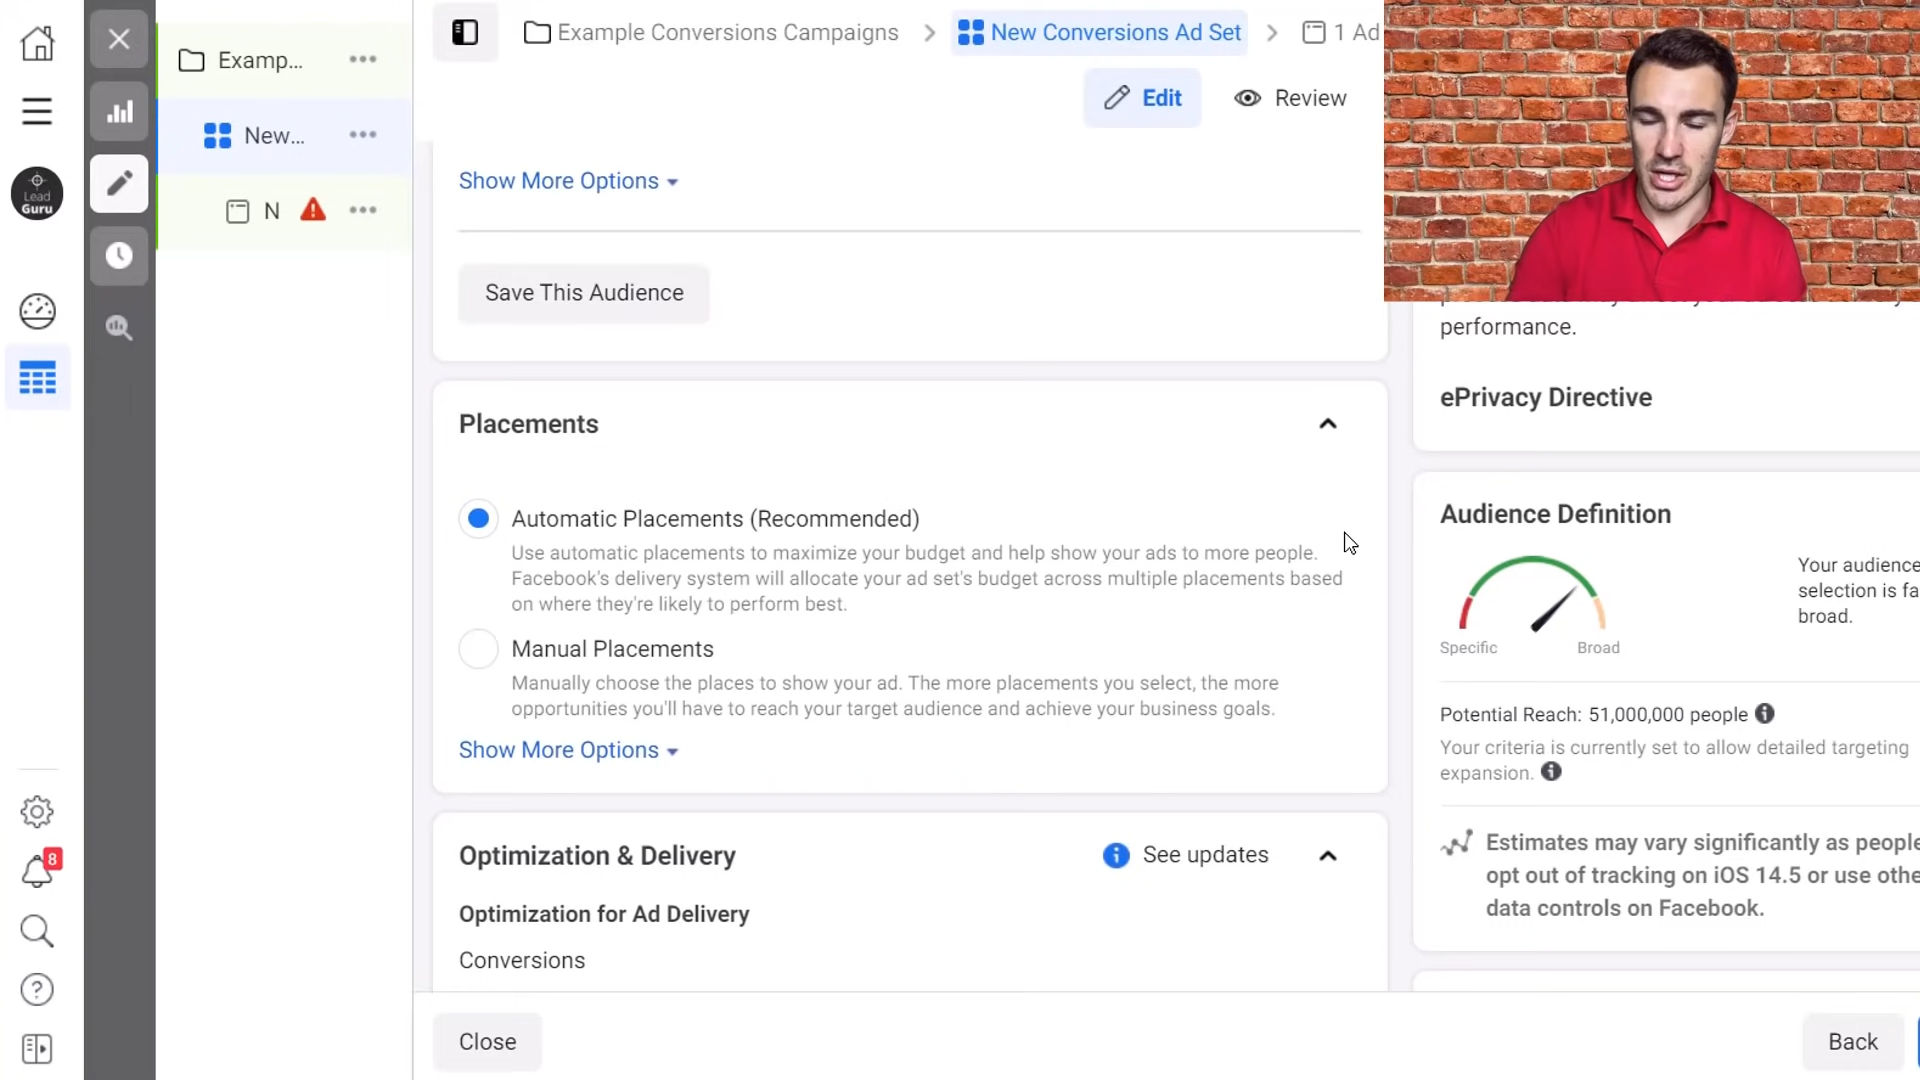 Example Conversions Campaigns
New Conversions Ad Set
1 Ad
Examp...
New...
N
Lead
Guru
Edit
Review
Show More Options
Save This Audience
Placements
Automatic Placements (Recommended)
Use automatic placements to maximize your budget and help show your ads to more people.
Facebook's delivery system will allocate your ad set's budget across multiple placements based
on where they're likely to perform best.
Manual Placements
Manually choose the places to show your ad. The more placements you select, the more
opportunities you'll have to reach your target audience and achieve your business goals.
Show More Options
Optimization & Delivery
See updates
Optimization for Ad Delivery
Conversions
8
Close
performance.
ePrivacy Directive
Audience Definition
Your audience
selection is fa
broad.
Specific
Broad
Potential Reach: 51,000,000 people
Your criteria is currently set to allow detailed targeting
expansion.
Estimates may vary significantly as people
opt out of tracking on iOS 14.5 or use othe
data controls on Facebook.
Back